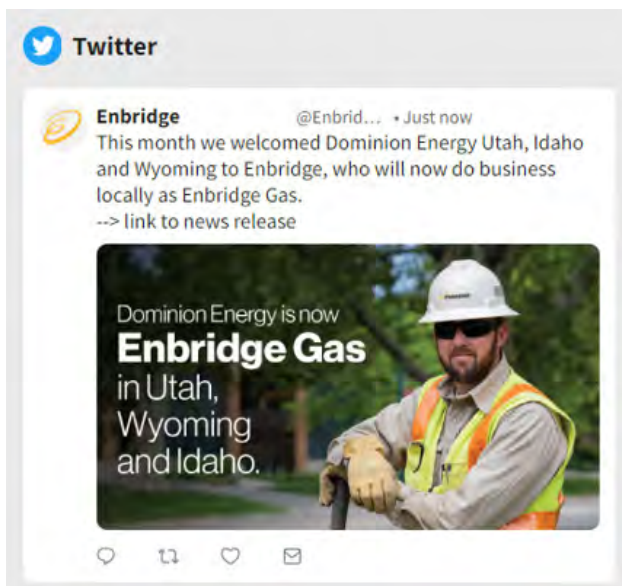 Twitter
Enbridge @Enbrid... • Just now
This month we welcomed Dominion Energy Utah, Idaho
and Wyoming to Enbridge, who will now do business
locally as Enbridge Gas.
--> link to news release
Dominion Energy is now
Enbridge Gas
in Utah,
Wyoming
and Idaho.